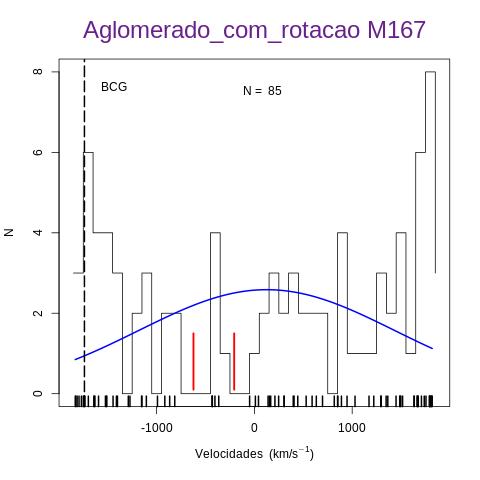 Aglomerado_com_rotacao M167
BCG
N = 85
8
6
4
2
0
N
-1000 0 1000
Velocidades (km/s⁻¹)